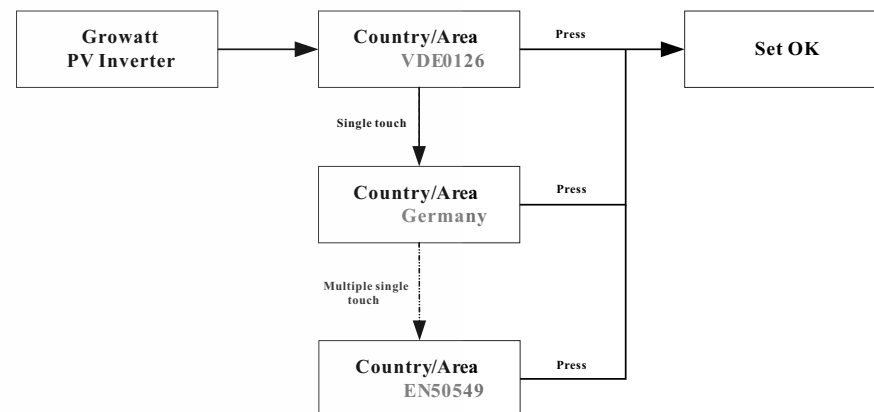 Growatt
PV Inverter
Country/Area
VDE0126
Press
Set OK
Single touch
Country/Area
Germany
Press
Multiple single
touch
Country/Area
EN50549
Press